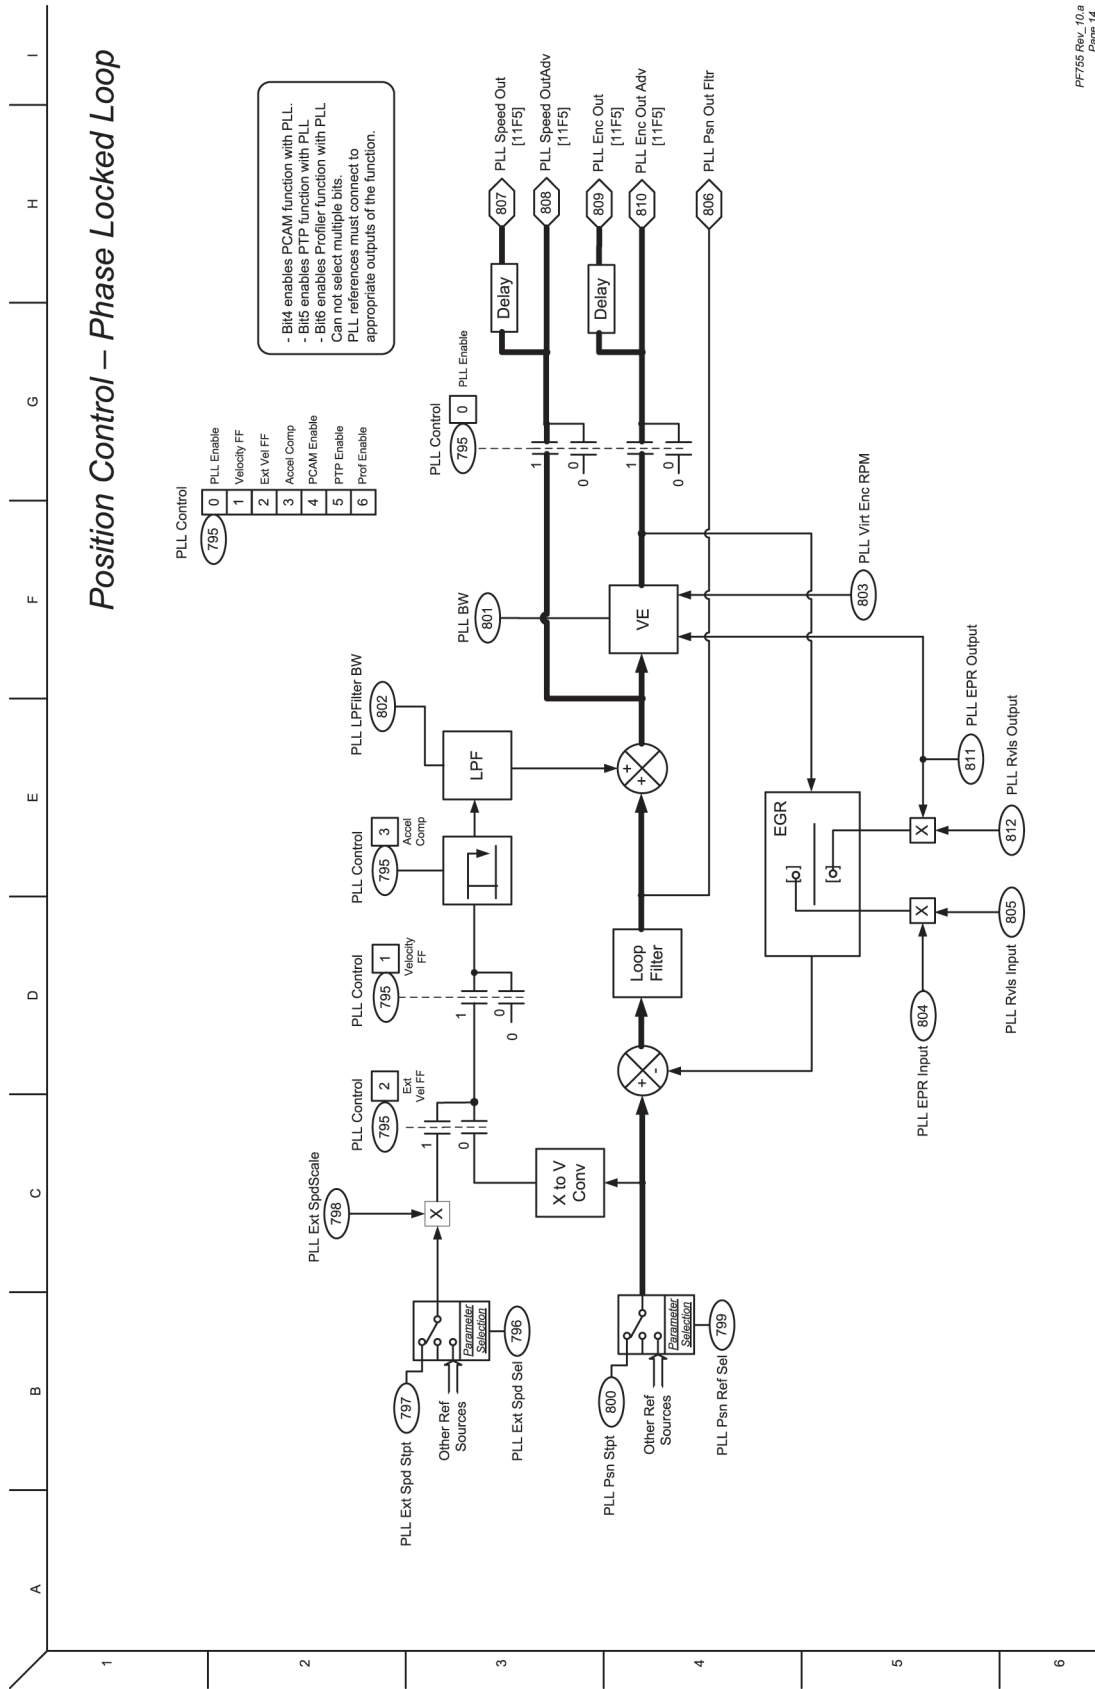 Position Control – Phase Locked Loop
A
B
C
D
E
F
G
H
I
1
2
3
4
5
6
PLL Control
795
0 PLL Enable
1 Velocity FF
2 Ext Vel FF
3 Accel Comp
4 PCAM Enable
5 PTP Enable
6 Prof Enable
- Bit4 enables PCAM function with PLL.
- Bit5 enables PTP function with PLL
- Bit6 enables Profiler function with PLL
Can not select multiple bits.
PLL references must connect to
appropriate outputs of the function.
PLL Ext Spd Stpt
797
Other Ref
Sources
Parameter
Selection
PLL Ext Spd Sel
796
PLL Ext SpdScale
798
X
PLL Control
795
2
Ext
Vel FF
1
0
PLL Control
795
1
Velocity
FF
1
0
0
PLL Control
795
3
Accel
Comp
PLL LPFilter BW
802
LPF
PLL BW
801
PLL Control
795
0
PLL Enable
1
0
0
1
0
0
Delay
Delay
807
PLL Speed Out
[11F5]
808
PLL Speed OutAdv
[11F5]
809
PLL Enc Out
[11F5]
810
PLL Enc Out Adv
[11F5]
806
PLL Psn Out Fltr
PLL Psn Stpt
800
Other Ref
Sources
Parameter
Selection
PLL Psn Ref Sel
799
X to V
Conv
+
-
Loop
Filter
+
+
VE
EGR
[ ]
[ ]
X
X
PLL EPR Input
804
PLL Rvls Input
805
812
PLL Rvls Output
811
PLL EPR Output
803
PLL Virt Enc RPM
PF755 Rev_10.a
Page 14